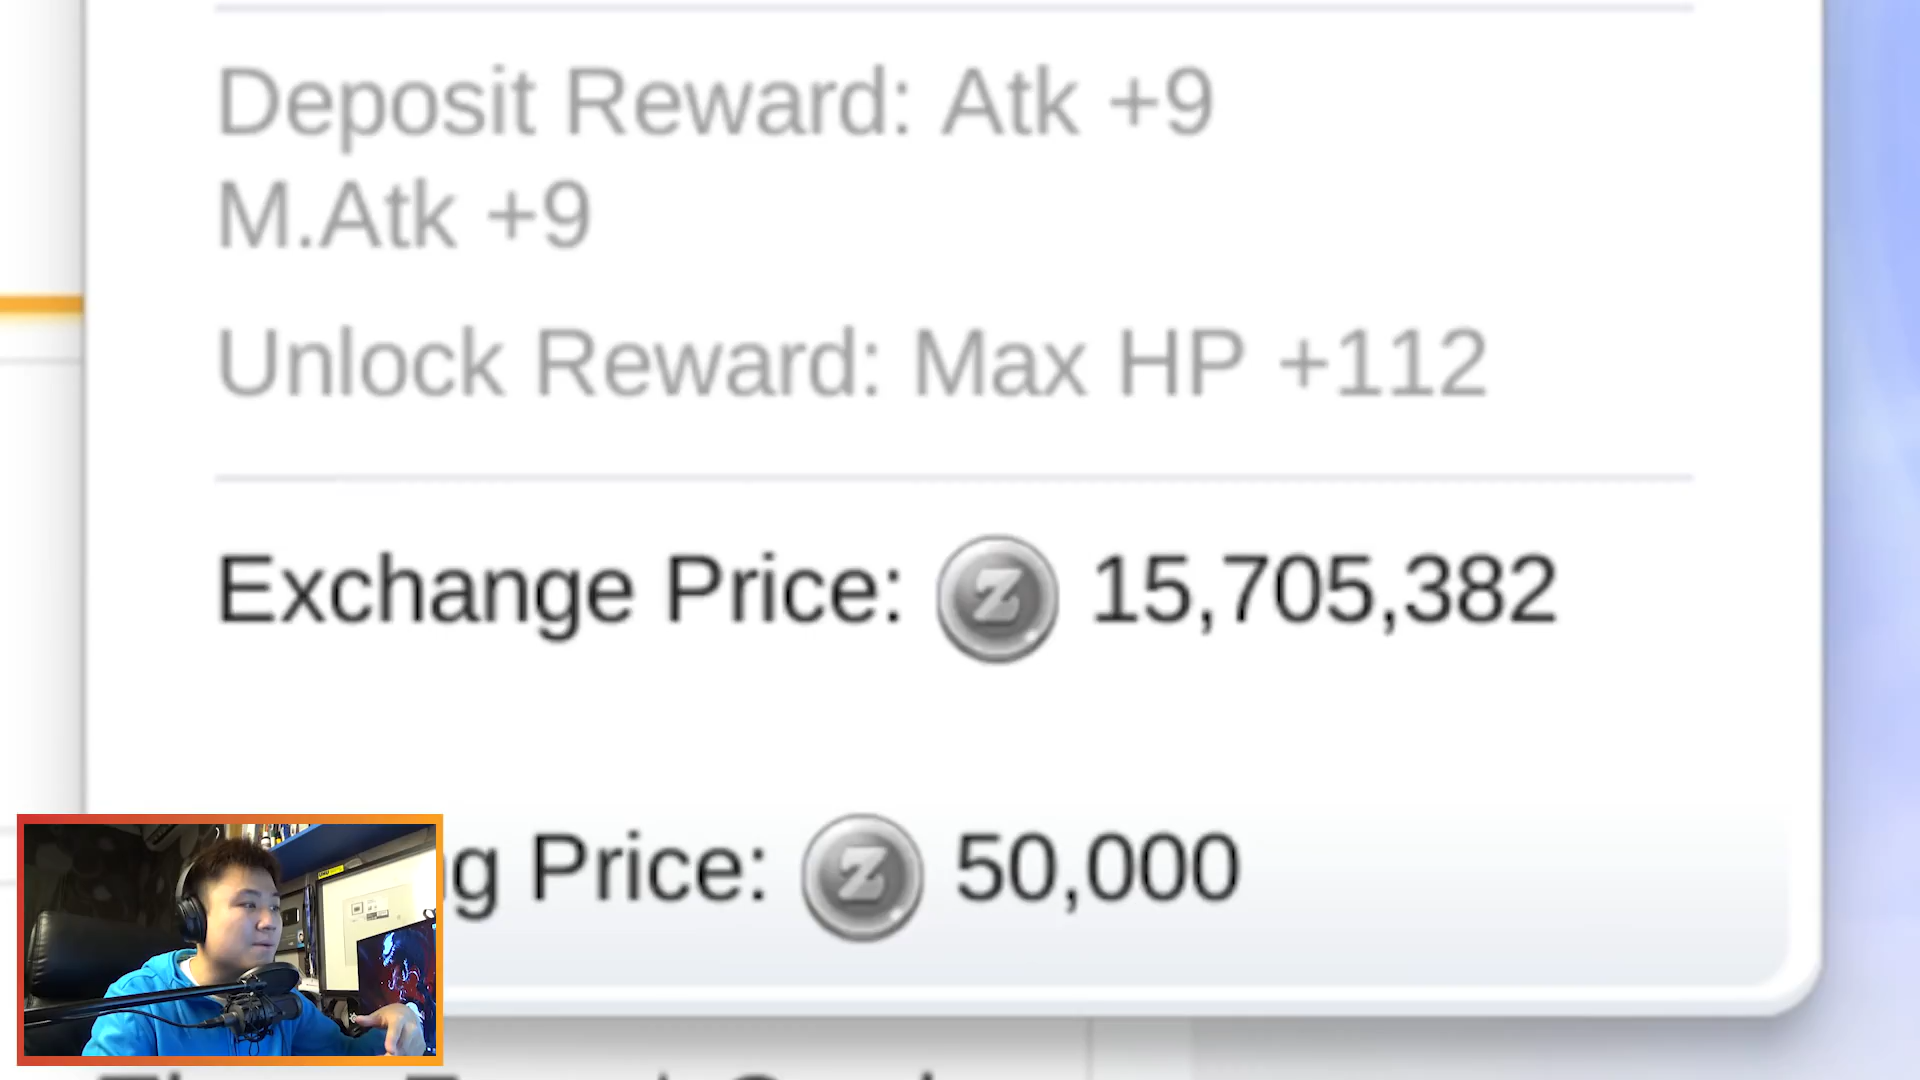 Deposit Reward: Atk +9
M.Atk +9
Unlock Reward: Max HP +112
Exchange Price: Z 15,705,382
g Price: Z 50,000